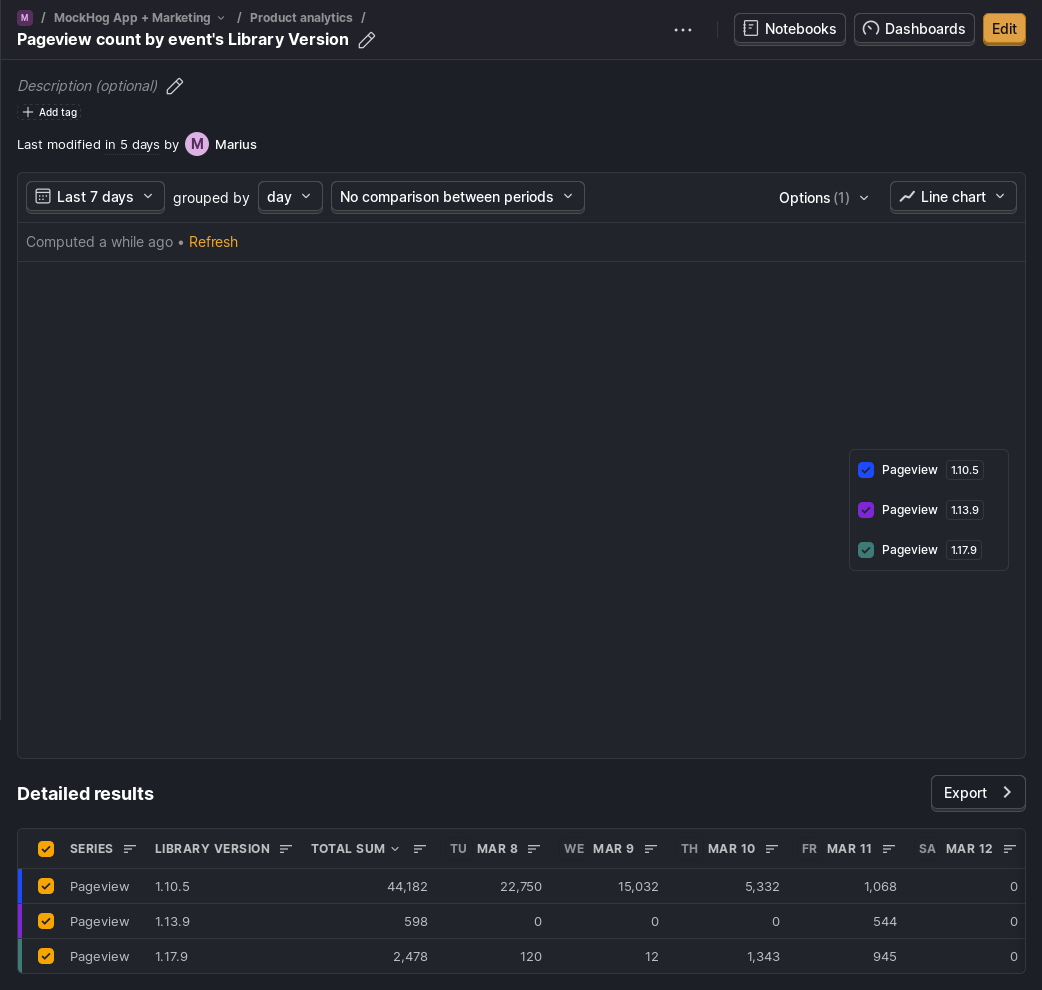 M / MockHog App + Marketing / Product analytics /
Pageview count by event's Library Version
Notebooks Dashboards Edit
Description (optional)
Add tag
Last modified in 5 days by M Marius
Last 7 days grouped by day No comparison between periods Options (1) Line chart
Computed a while ago • Refresh
Pageview 1.10.5
Pageview 1.13.9
Pageview 1.17.9
Detailed results Export
SERIES LIBRARY VERSION TOTAL SUM TU MAR 8 WE MAR 9 TH MAR 10 FR MAR 11 SA MAR 12
Pageview 1.10.5 44,182 22,750 15,032 5,332 1,068 0
Pageview 1.13.9 598 0 0 0 544 0
Pageview 1.17.9 2,478 120 12 1,343 945 0